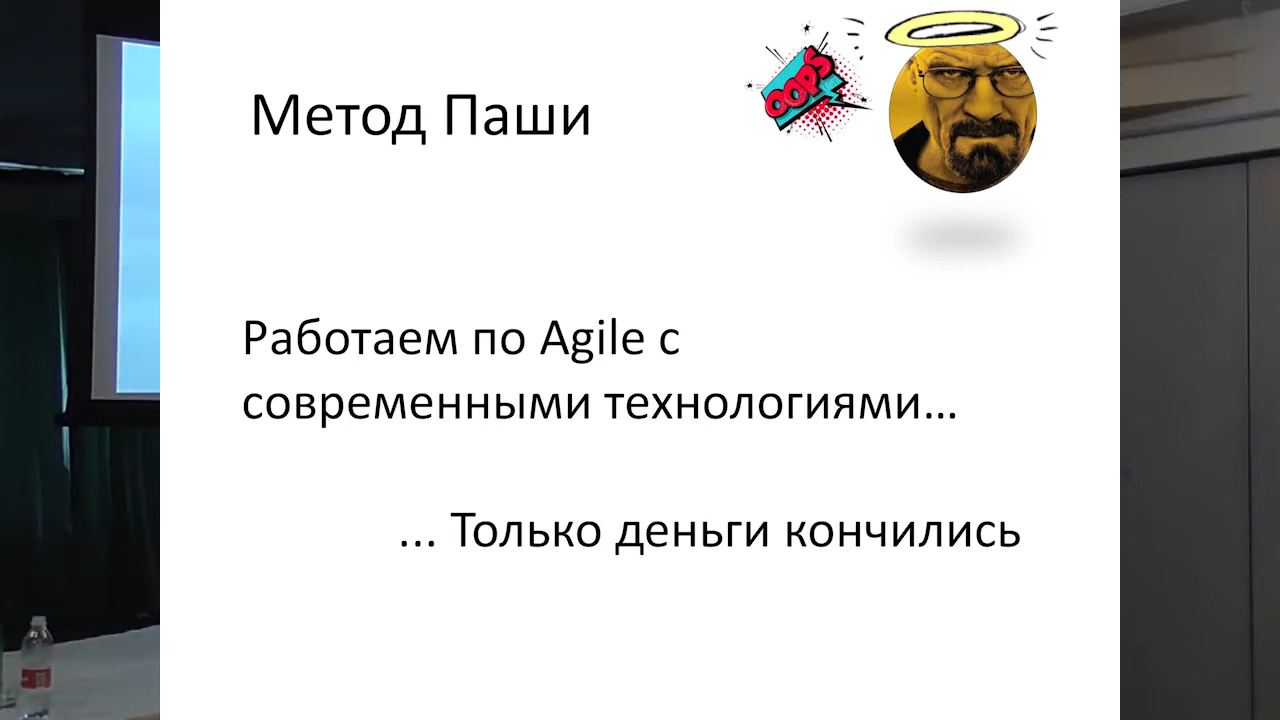 Метод Паши
OOPS
Работаем по Agile с
современными технологиями...
... Только деньги кончились